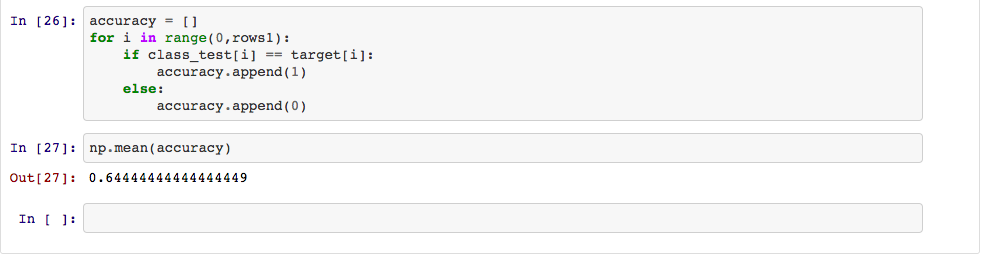 In [26]: accuracy = []
for i in range(0,rows1):
    if class_test[i] == target[i]:
        accuracy.append(1)
    else:
        accuracy.append(0)
In [27]: np.mean(accuracy)
Out[27]: 0.64444444444444449
In [ ]: